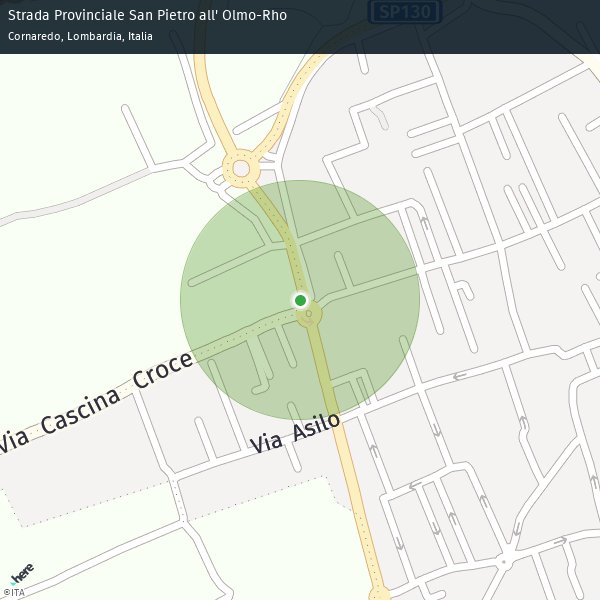 Strada Provinciale San Pietro all' Olmo-Rho
Cornaredo, Lombardia, Italia
SP130
Via Cascina Croce
Via Asilo
here
©ITA